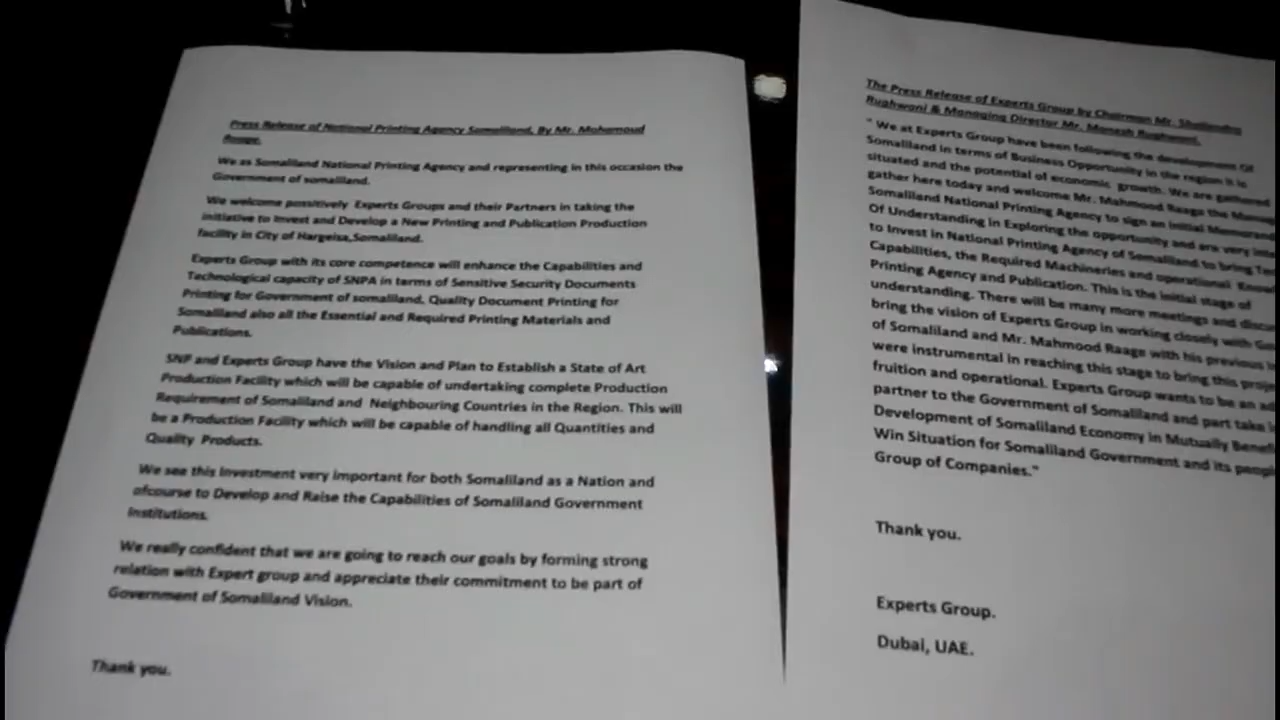 Press Release of National Printing Agency Somaliland, By Mr. Mohamoud
Raage.
We as Somaliland National Printing Agency and representing in this occasion the
Government of somaliland.
We welcome possitively Experts Groups and their Partners in taking the
initiative to Invest and Develop a New Printing and Publication Production
facility in City of Hargeisa,Somaliland.
Experts Group with its core competence will enhance the Capabilities and
Technological capacity of SNPA in terms of Sensitive Security Documents
Printing for Government of somaliland, Quality Document Printing for
Somaliland also all the Essential and Required Printing Materials and
Publications.
SNP and Experts Group have the Vision and Plan to Establish a State of Art
Production Facility which will be capable of undertaking complete Production
Requirement of Somaliland and Neighbouring Countries in the Region. This will
be a Production Facility which will be capable of handling all Quantities and
Quality Products.
We see this Investment very important for both Somaliland as a Nation and
ofcourse to Develop and Raise the Capabilities of Somaliland Government
Institutions.
We really confident that we are going to reach our goals by forming strong
relation with Expert group and appreciate their commitment to be part of
Government of Somaliland Vision.
Thank you.
The Press Release of Experts Group by Chairman Mr.
& Managing Director Mr.
" We at Experts Group have been following the development Of
Somaliland in terms of Business Opportunity in the region it is
situated and the potential of economic growth. We are gathered
gather here today and welcome Mr. Mahmood Raage the
Somaliland National Printing Agency to sign an initial
Of Understanding in Exploring the opportunity and are very
to Invest in National Printing Agency of Somaliland to bring
Capabilities, the Required Machineries and operational
Printing Agency and Publication. This is the initial stage of
understanding. There will be many more meetings and
bring the vision of Experts Group in working closely with
of Somaliland and Mr. Mahmood Raage with his previous
were instrumental in reaching this stage to bring this
fruition and operational. Experts Group wants to be an
partner to the Government of Somaliland and part take
Development of Somaliland Economy in Mutually
Win Situation for Somaliland Government and its
Group of Companies."
Thank you.
Experts Group.
Dubai, UAE.